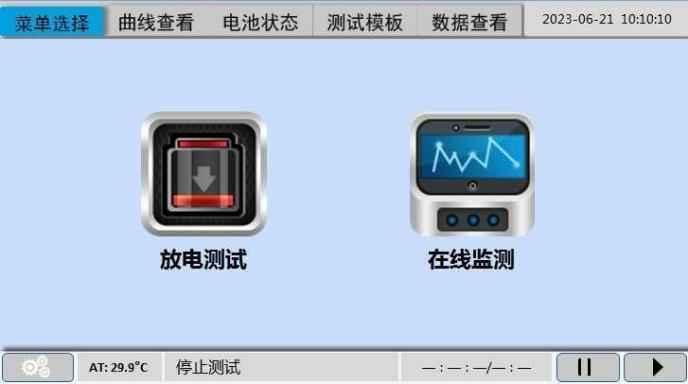 菜单选择 曲线查看 电池状态 测试模板 数据查看 2023-06-21 10:10:10
放电测试 在线监测
AT: 29.9°C 停止测试 — : — : —/— : —